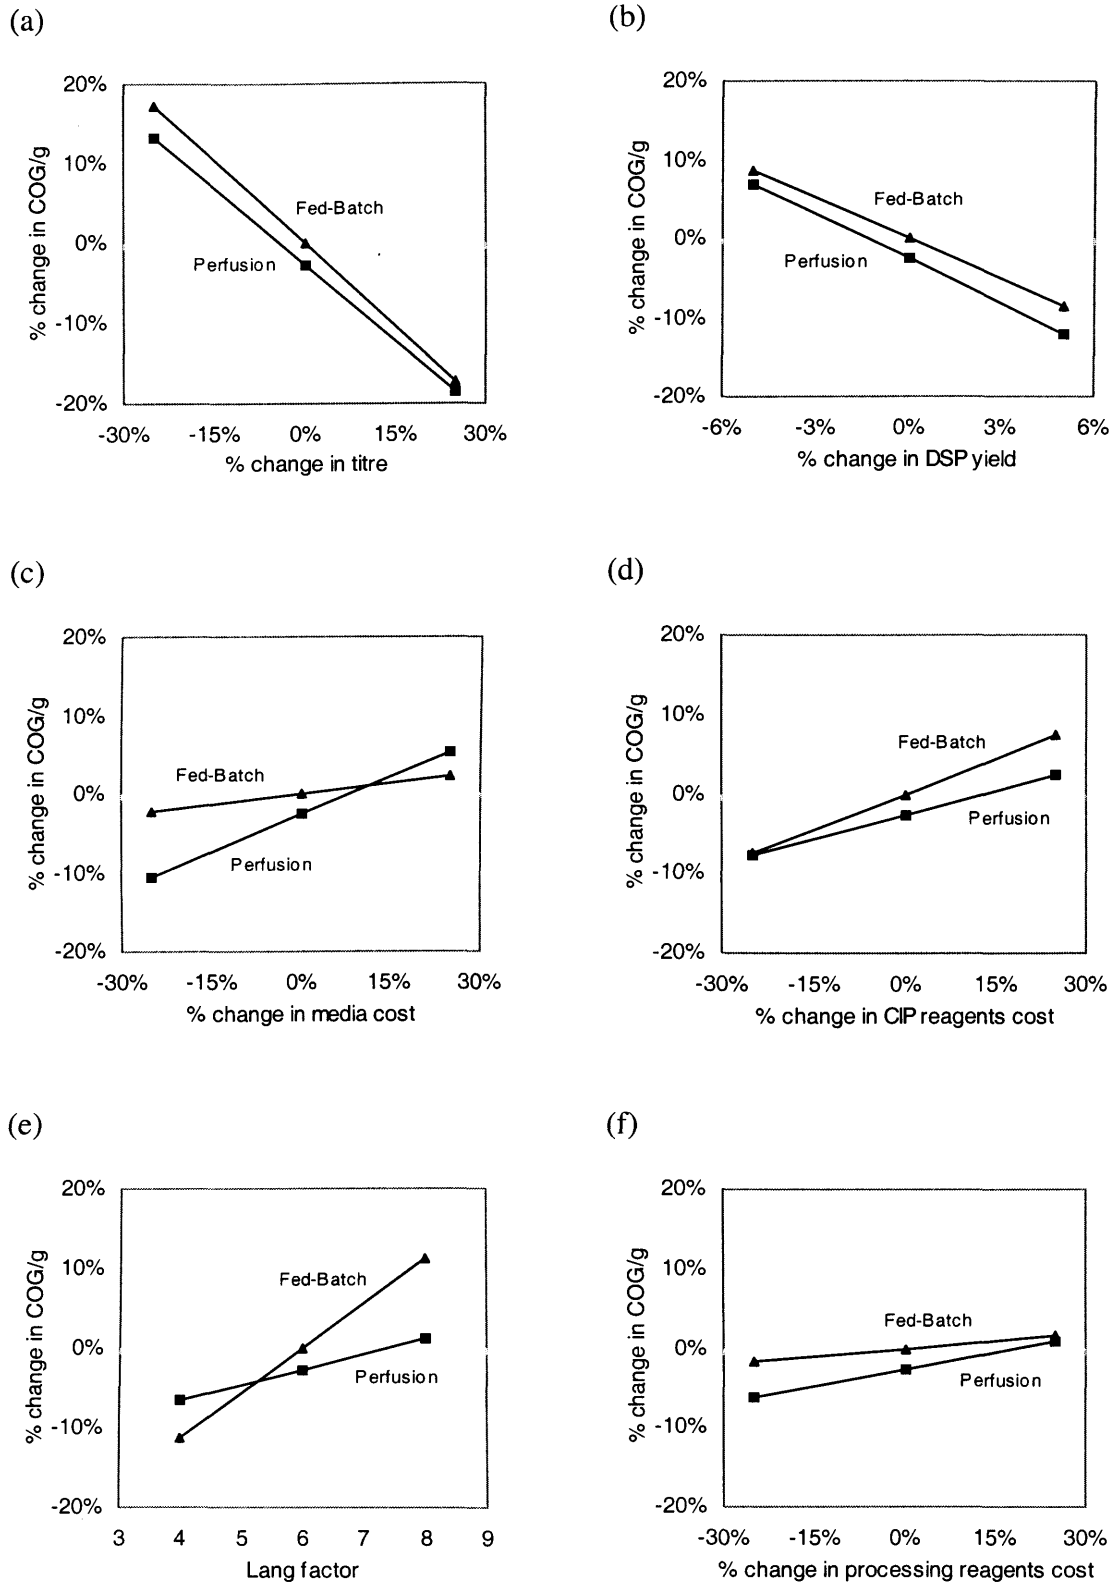 (a)
% change in COG/g
20%
10%
0%
-10%
-20%
Fed-Batch
Perfusion
-30% -15% 0% 15% 30%
% change in titre
(b)
% change in COG/g
20%
10%
0%
-10%
-20%
Fed-Batch
Perfusion
-6% -3% 0% 3% 6%
% change in DSP yield
(c)
% change in COG/g
20%
10%
0%
-10%
-20%
Fed-Batch
Perfusion
-30% -15% 0% 15% 30%
% change in media cost
(d)
% change in COG/g
20%
10%
0%
-10%
-20%
Fed-Batch
Perfusion
-30% -15% 0% 15% 30%
% change in CIP reagents cost
(e)
% change in COG/g
20%
10%
0%
-10%
-20%
Fed-Batch
Perfusion
3 4 5 6 7 8 9
Lang factor
(f)
% change in COG/g
20%
10%
0%
-10%
-20%
Fed-Batch
Perfusion
-30% -15% 0% 15% 30%
% change in processing reagents cost